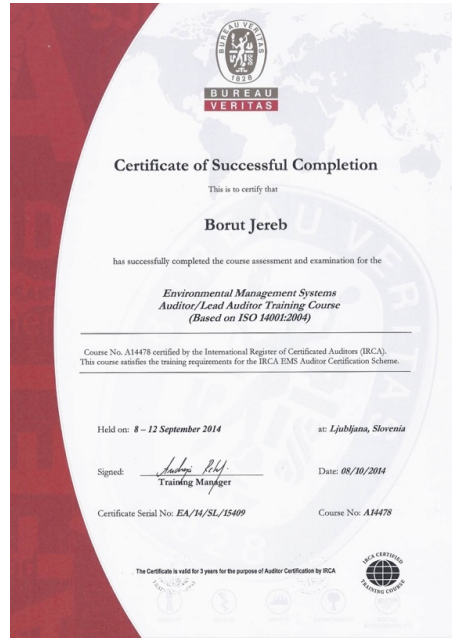 BUREAU VERITAS
1828
BUREAU
VERITAS
Certificate of Successful Completion
This is to certify that
Borut Jereb
has successfully completed the course assessment and examination for the
Environmental Management Systems
Auditor/Lead Auditor Training Course
(Based on ISO 14001:2004)
Course No. A14478 certified by the International Register of Certificated Auditors (IRCA).
This course satisfies the training requirements for the IRCA EMS Auditor Certification Scheme.
Held on: 8 – 12 September 2014 at: Ljubljana, Slovenia
Signed: Date: 08/10/2014
Training Manager
Certificate Serial No: EA/14/SL/15409 Course No: A14478
IRCA CERTIFIED
TRAINING COURSE
The Certificate is valid for 3 years for the purpose of Auditor Certification by IRCA